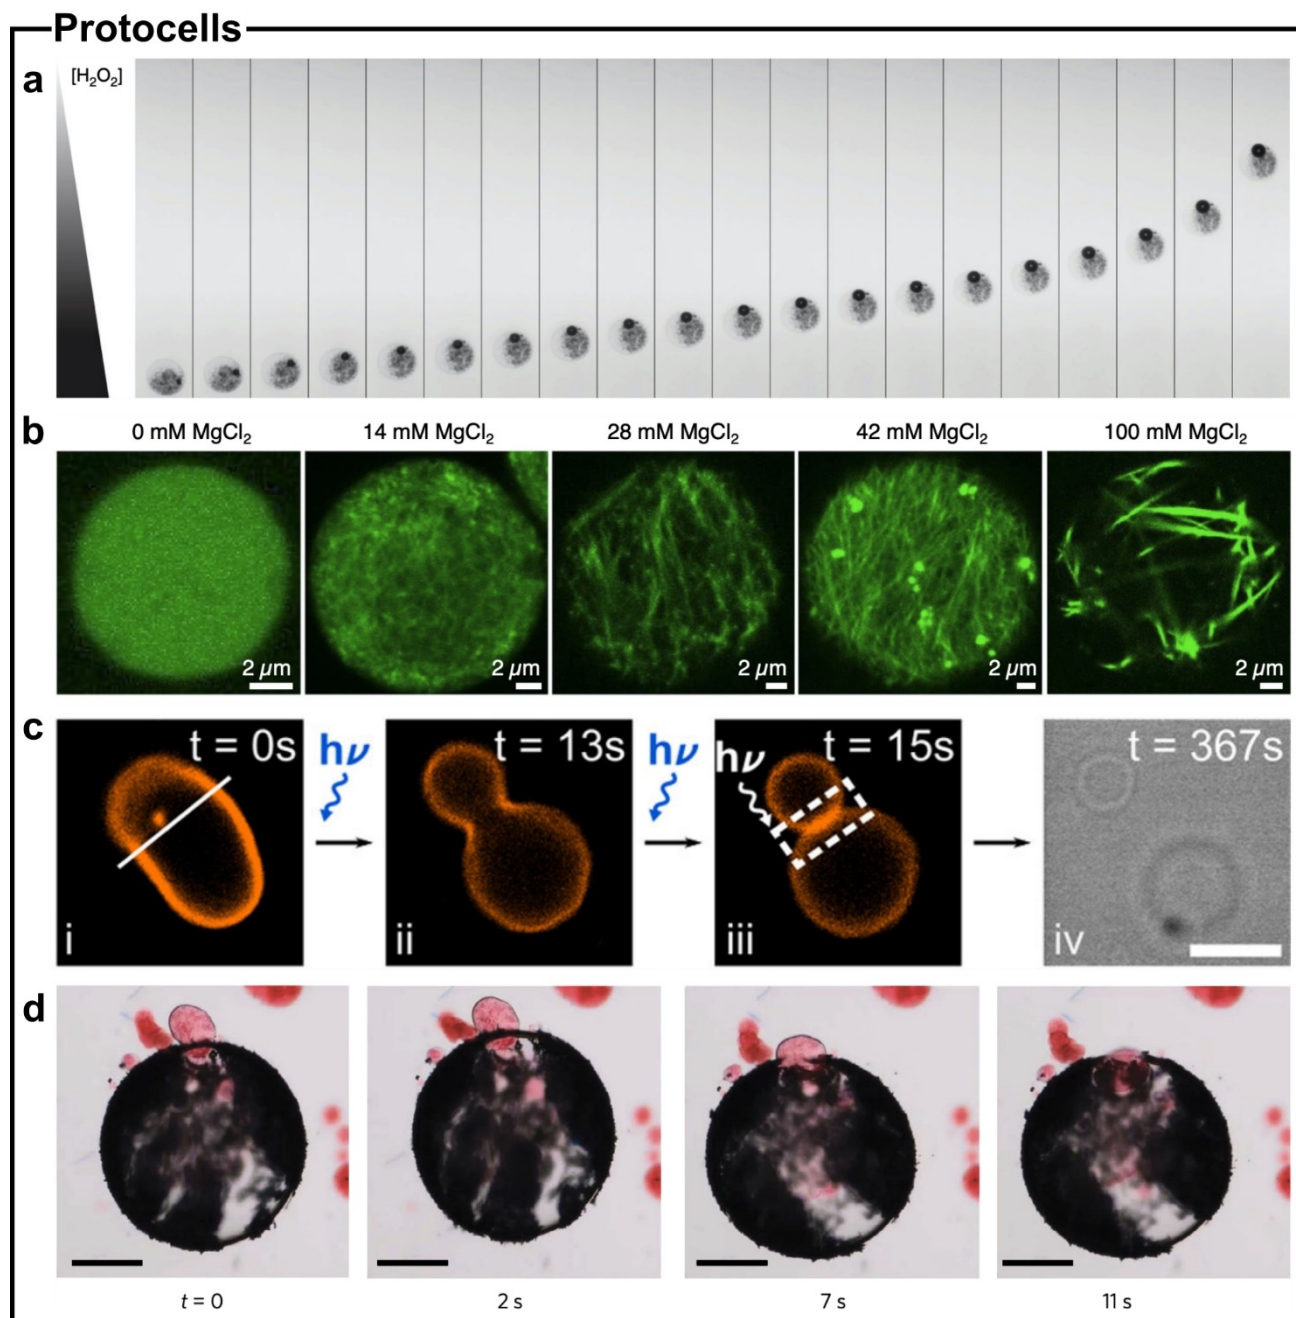 Protocells
a
[H₂O₂]
b
0 mM MgCl₂
14 mM MgCl₂
28 mM MgCl₂
42 mM MgCl₂
100 mM MgCl₂
2 µm
2 µm
2 µm
2 µm
2 µm
c
t = 0s
hν
t = 13s
hν
hν
t = 15s
t = 367s
i
ii
iii
iv
d
t = 0
2 s
7 s
11 s